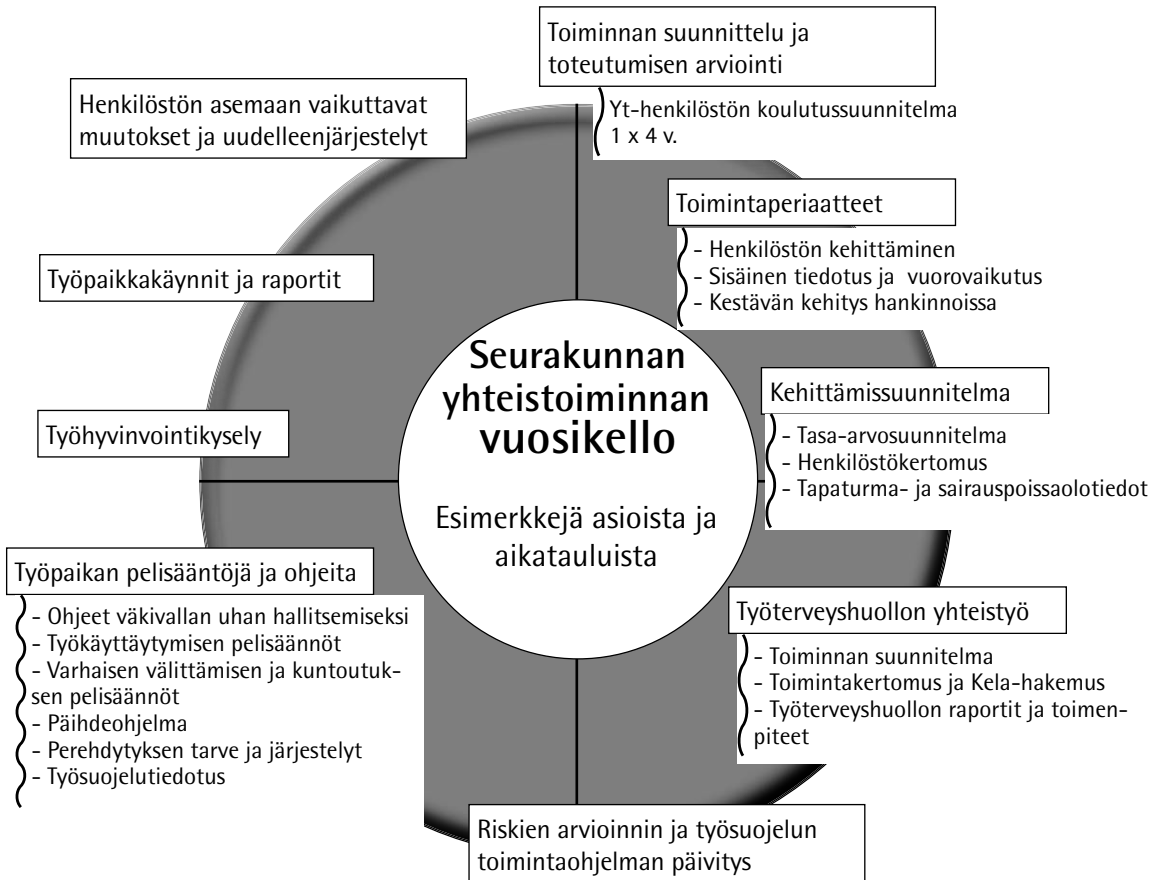 Toiminnan suunnittelu ja
toteutumisen arviointi
Yt-henkilöstön koulutussuunnitelma
1 x 4 v.
Toimintaperiaatteet
- Henkilöstön kehittäminen
- Sisäinen tiedotus ja vuorovaikutus
- Kestävän kehitys hankinnoissa
Kehittämissuunnitelma
- Tasa-arvosuunnitelma
- Henkilöstökertomus
- Tapaturma- ja sairauspoissaolotiedot
Työterveyshuollon yhteistyö
- Toiminnan suunnitelma
- Toimintakertomus ja Kela-hakemus
- Työterveyshuollon raportit ja toimen-
piteet
Riskien arvioinnin ja työsuojelun
toimintaohjelman päivitys
Työpaikan pelisääntöjä ja ohjeita
- Ohjeet väkivallan uhan hallitsemiseksi
- Työkäyttäytymisen pelisäännöt
- Varhaisen välittämisen ja kuntoutuk-
sen pelisäännöt
- Päihdeohjelma
- Perehdytyksen tarve ja järjestelyt
- Työsuojelutiedotus
Työhyvinvointikysely
Työpaikkakäynnit ja raportit
Henkilöstön asemaan vaikuttavat
muutokset ja uudelleenjärjestelyt
Seurakunnan
yhteistoiminnan
vuosikello
Esimerkkejä asioista ja
aikatauluista